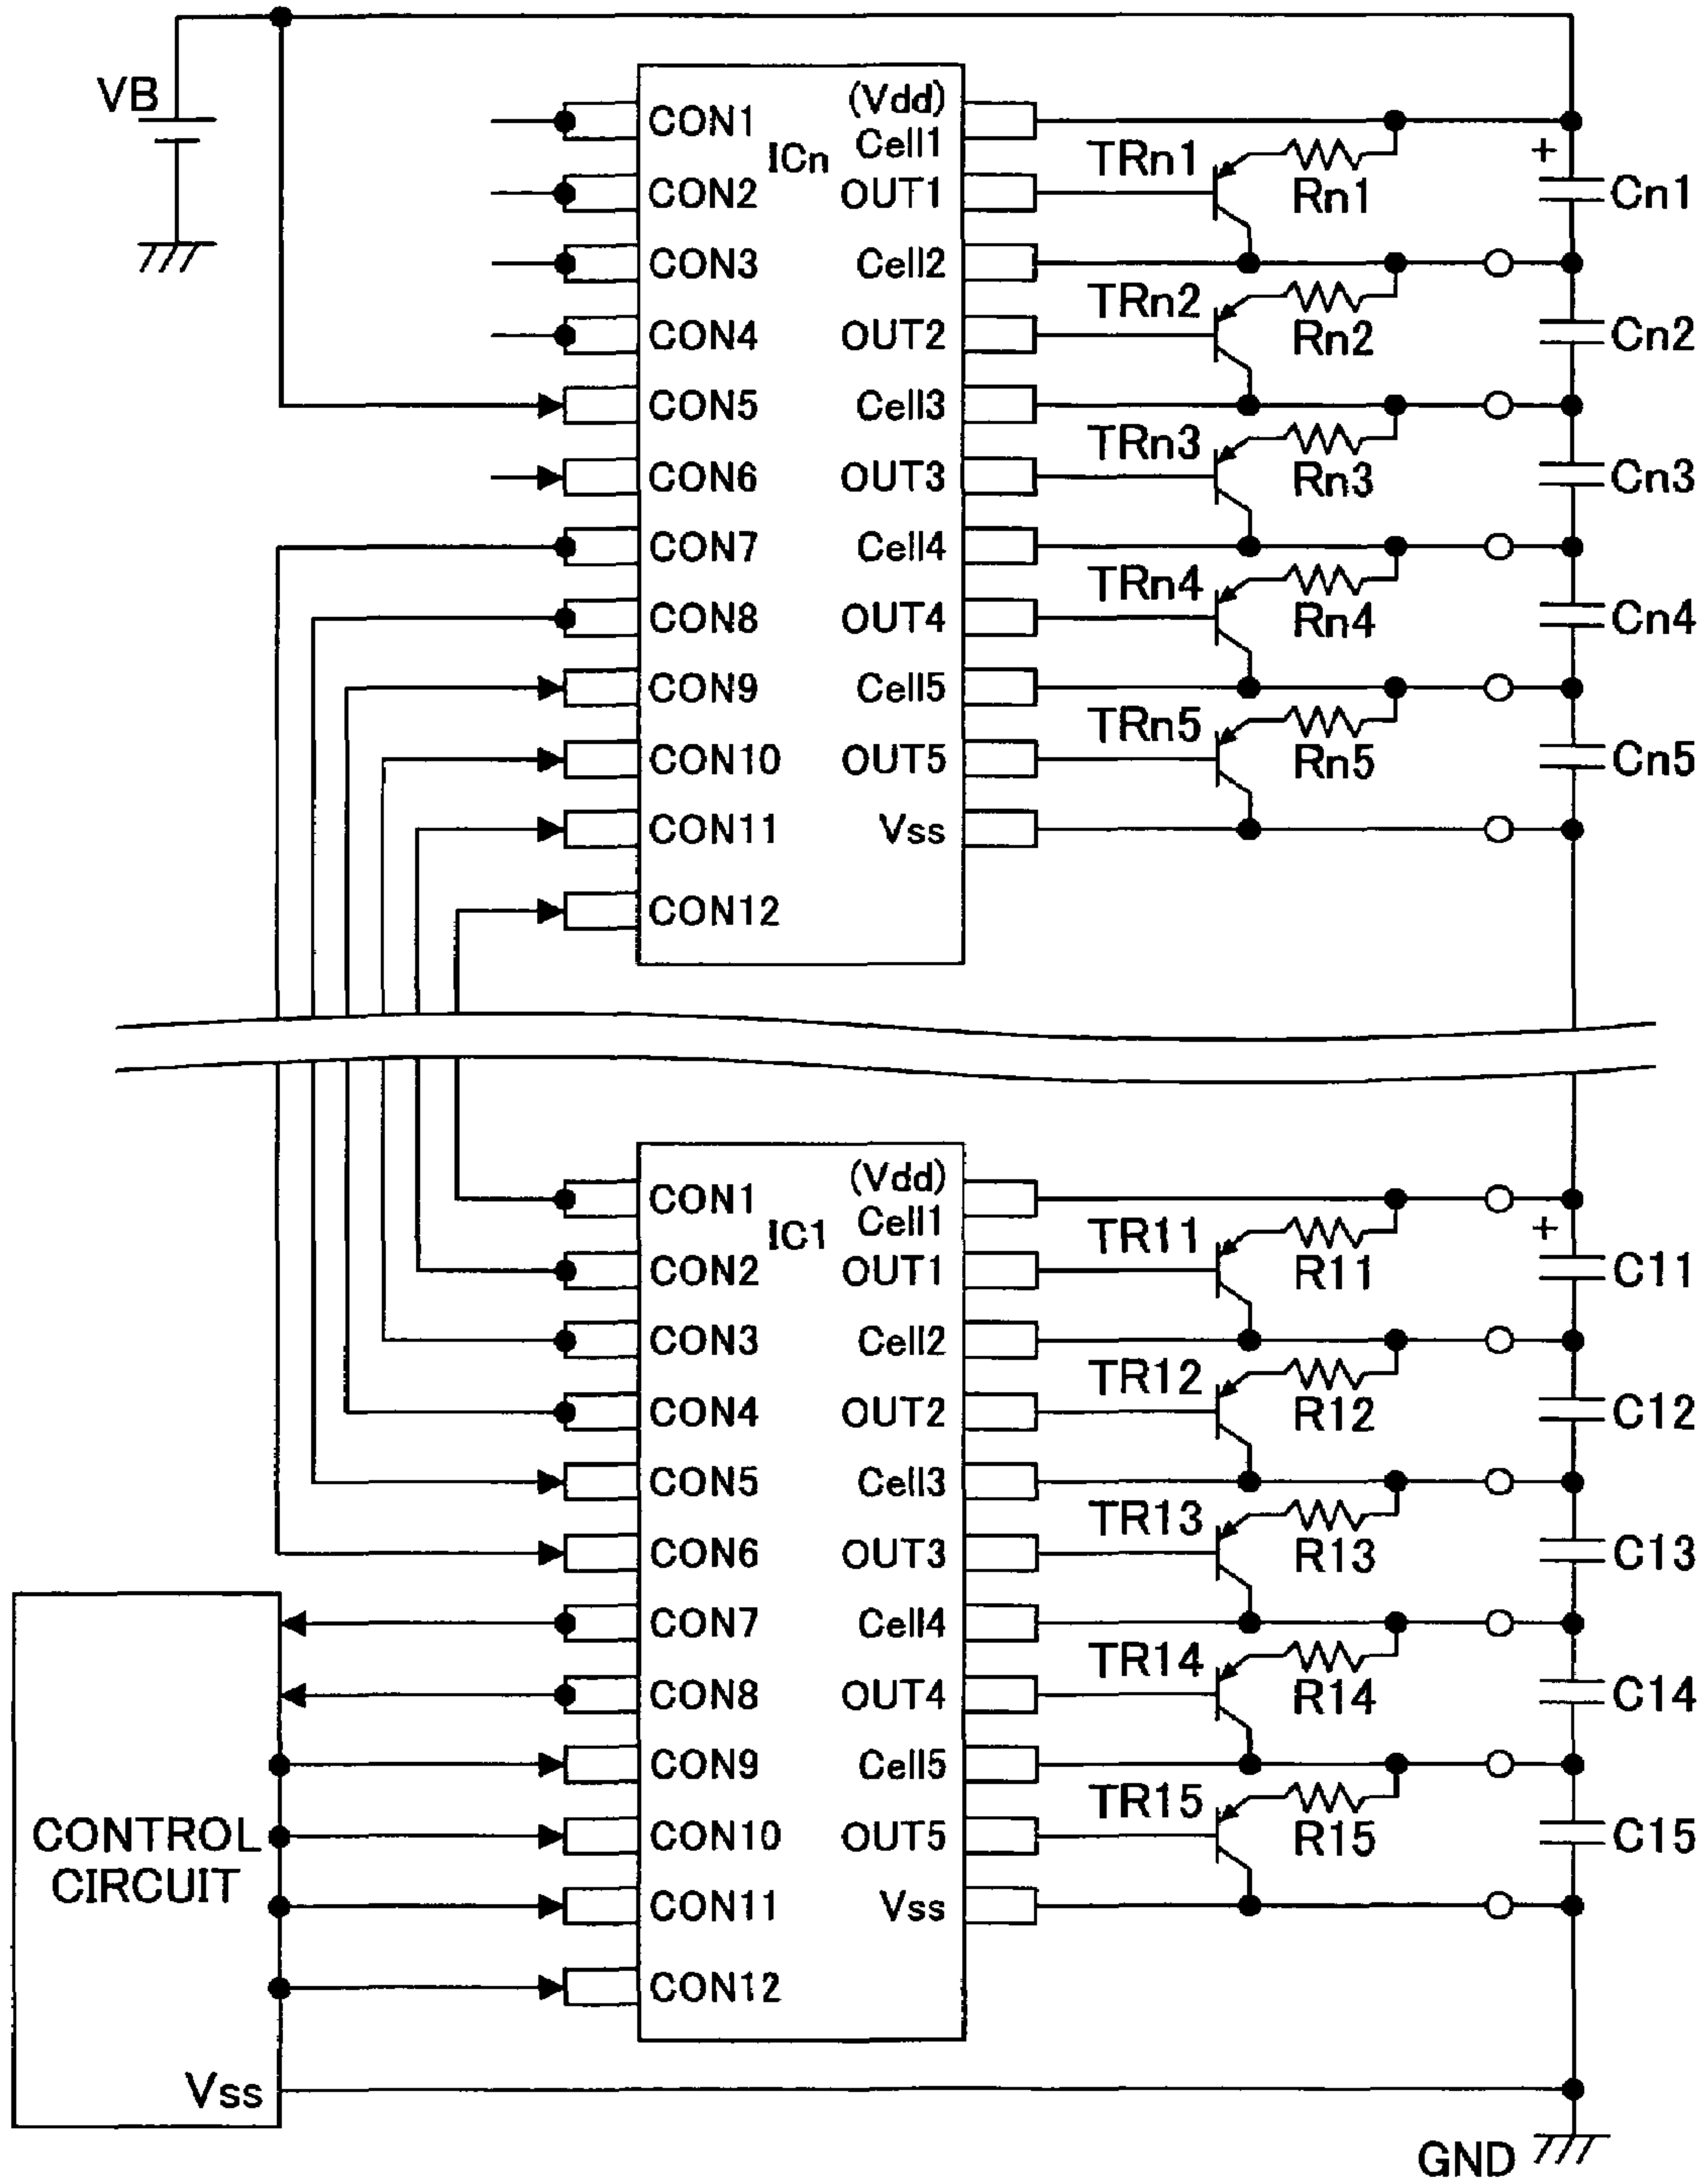 VB
(Vdd)
CON1
ICn
Cell1
TRn1
+
CON2
OUT1
Rn1
Cn1
CON3
Cell2
TRn2
CON4
OUT2
Rn2
Cn2
CON5
Cell3
TRn3
CON6
OUT3
Rn3
Cn3
CON7
Cell4
TRn4
CON8
OUT4
Rn4
Cn4
CON9
Cell5
TRn5
CON10
OUT5
Rn5
Cn5
CON11
Vss
CON12
(Vdd)
CON1
IC1
Cell1
TR11
+
CON2
OUT1
R11
C11
CON3
Cell2
TR12
CON4
OUT2
R12
C12
CON5
Cell3
TR13
CON6
OUT3
R13
C13
CON7
Cell4
TR14
CON8
OUT4
R14
C14
CON9
Cell5
TR15
CONTROL
CIRCUIT
CON10
OUT5
R15
C15
CON11
Vss
CON12
Vss
GND